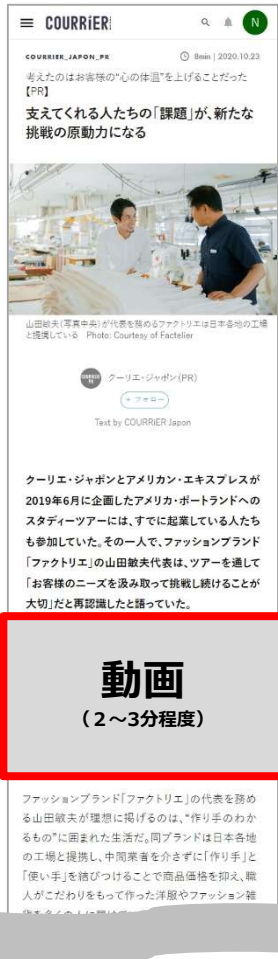 COURRiER
N
COURRIER_JAPON_PR
8min | 2020.10.23
考えたのはお客様の“心の体温”を上げることだった
【PR】
支えてくれる人たちの「課題」が、新たな
挑戦の原動力になる
山田敏夫(写真中央)が代表を務めるファクトリエは日本各地の工場
と提携している Photo: Courtesy of Factelier
クーリエ・ジャポン(PR)
+ フォロー
Text by COURRiER Japon
クーリエ・ジャポンとアメリカン・エキスプレスが
2019年6月に企画したアメリカ・ポートランドへの
スタディーツアーには、すでに起業している人たち
も参加していた。その一人で、ファッションブランド
「ファクトリエ」の山田敏夫代表は、ツアーを通して
「お客様のニーズを汲み取って挑戦し続けることが
大切」だと再認識したと語っていた。
動画
(2～3分程度)
ファッションブランド「ファクトリエ」の代表を務め
る山田敏夫が理想に掲げるのは、“作り手のわか
るもの”に囲まれた生活だ。同ブランドは日本各地
の工場と提携し、中間業者を介さずに「作り手」と
「使い手」を結びつけることで商品価格を抑え、職
人がこだわりをもって作った洋服やファッション雑